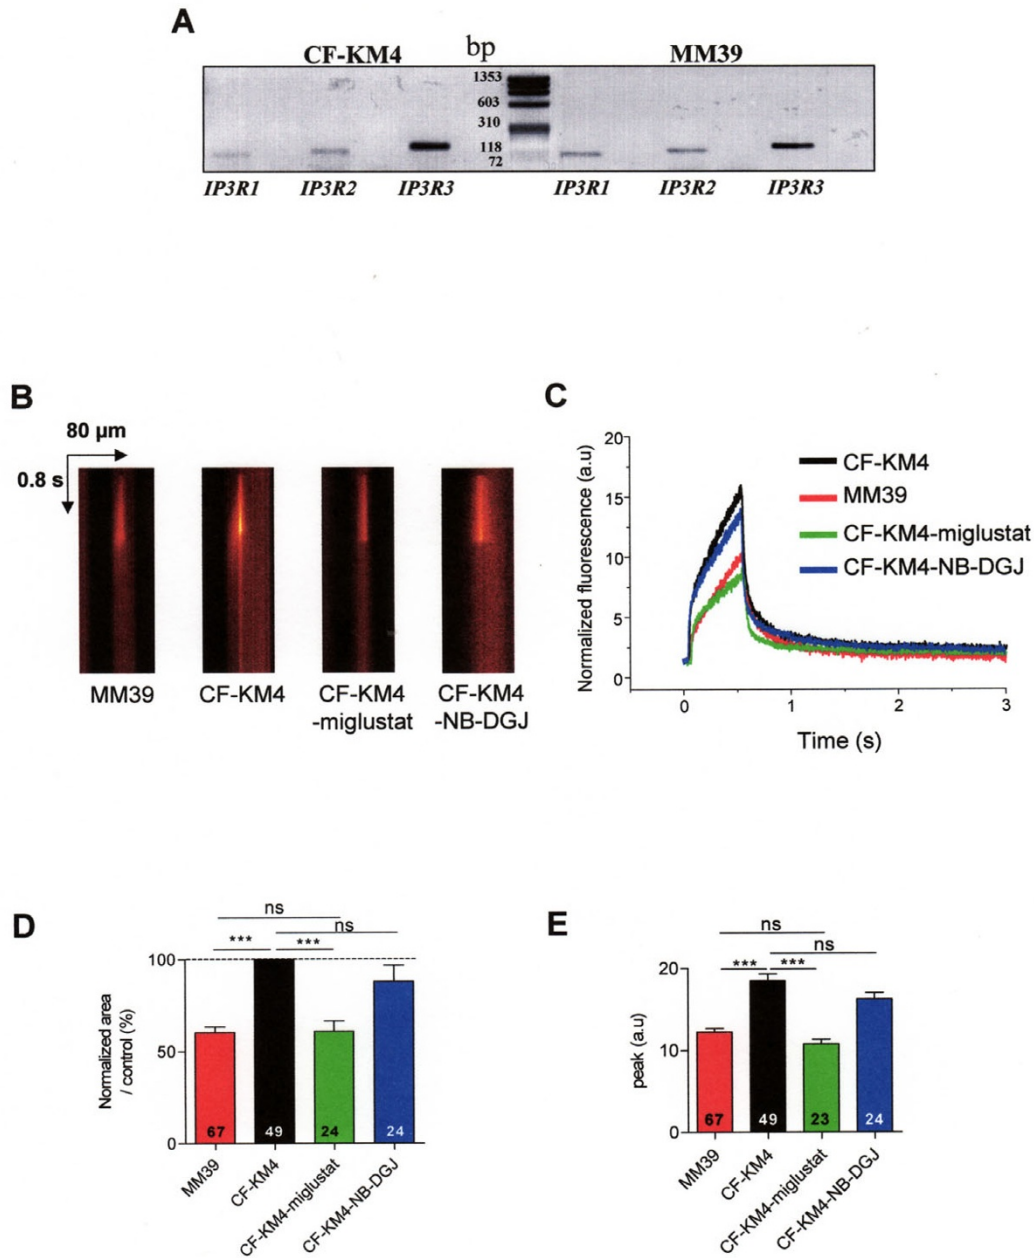 A
CF-KM4 bp MM39
1353
603
310
118
72
IP3R1 IP3R2 IP3R3 IP3R1 IP3R2 IP3R3
B
80 µm
0.8 s
MM39
CF-KM4
CF-KM4
-miglustat
CF-KM4
-NB-DGJ
C
Normalized fluorescence (a.u)
20
15
10
5
0
0 1 2 3
Time (s)
CF-KM4
MM39
CF-KM4-miglustat
CF-KM4-NB-DGJ
D
ns
ns
*** ***
Normalized area
/ control (%)
100
50
0
67 49 24 24
MM39
CF-KM4
CF-KM4-miglustat
CF-KM4-NB-DGJ
E
ns
ns
*** ***
peak (a.u)
20
10
0
67 49 23 24
MM39
CF-KM4
CF-KM4-miglustat
CF-KM4-NB-DGJ